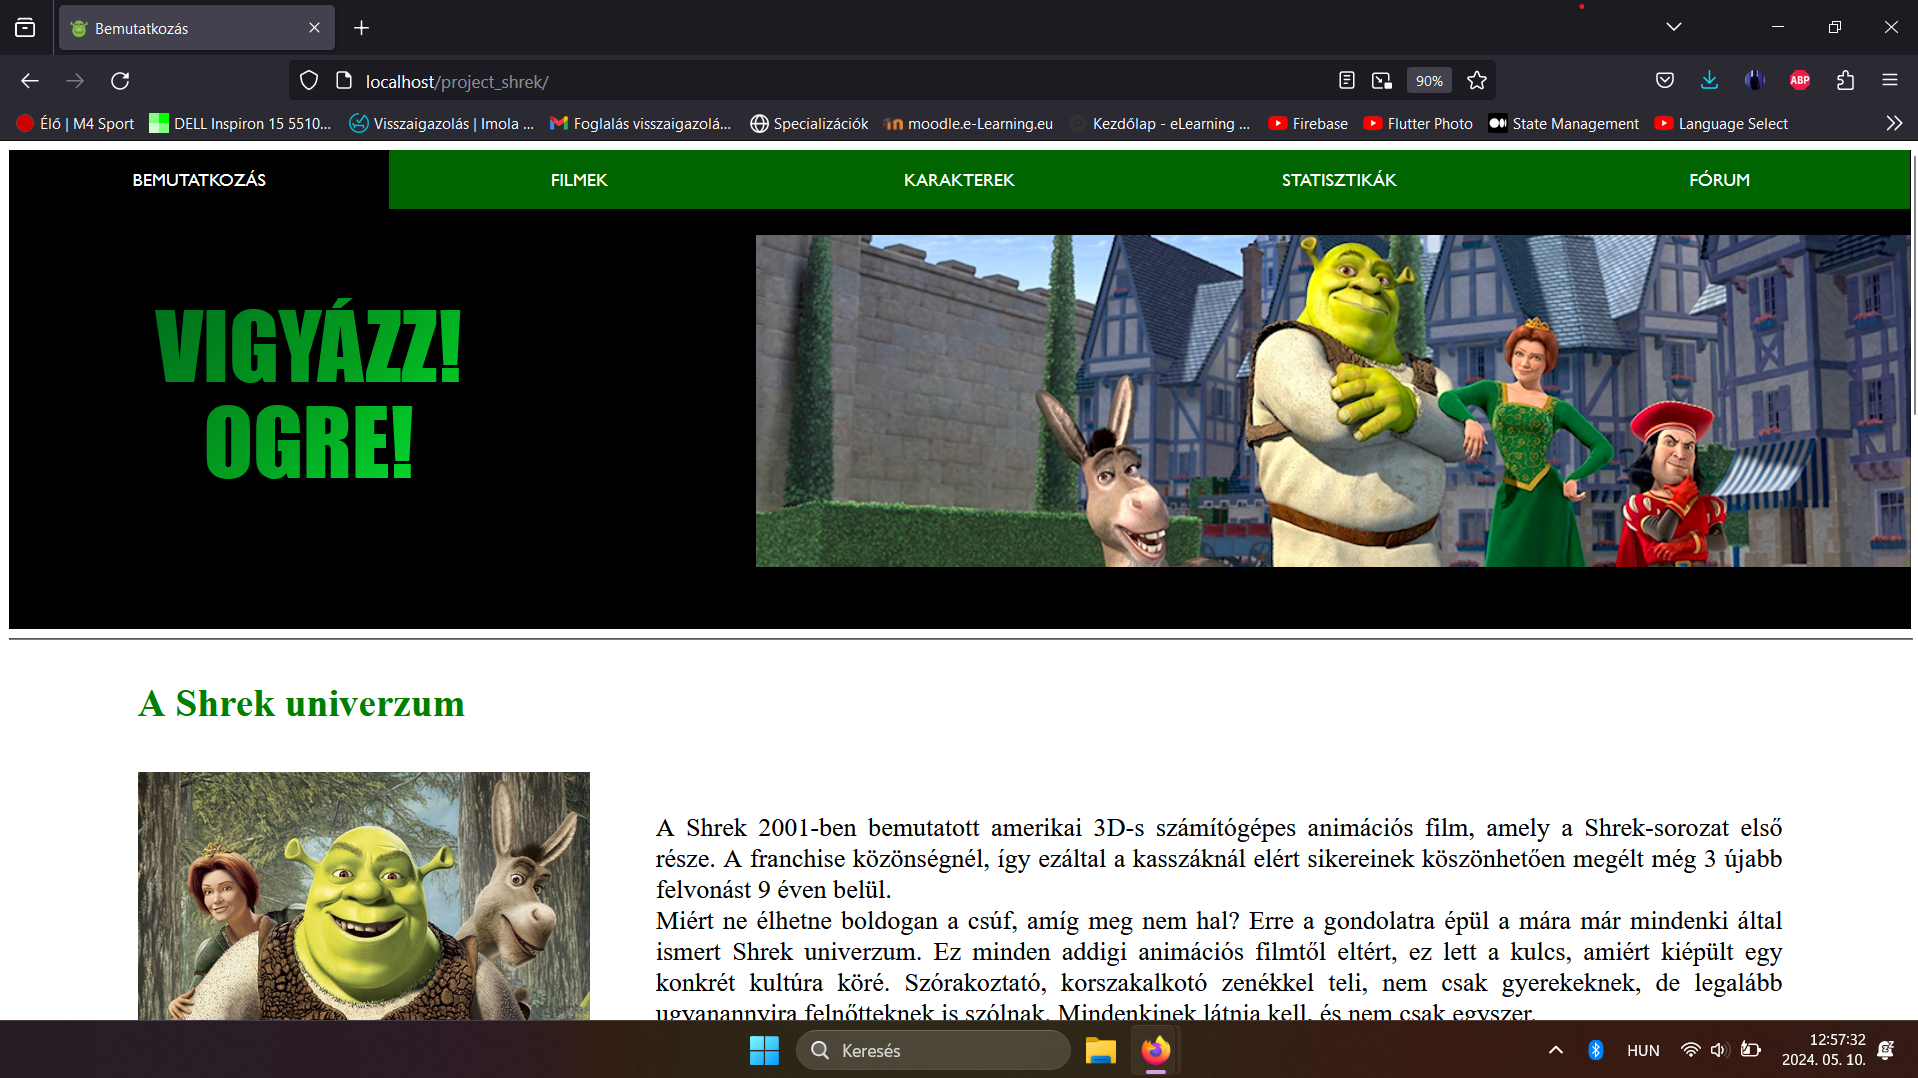 Bemutatkozás
localhost/project_shrek/
90%
ABP
Élő | M4 Sport
DELL Inspiron 15 5510...
Visszaigazolás | Imola ...
Foglalás visszaigazolá...
Specializációk
moodle.e-Learning.eu
Kezdőlap - eLearning ...
Firebase
Flutter Photo
State Management
Language Select
BEMUTATKOZÁS
FILMEK
KARAKTEREK
STATISZTIKÁK
FÓRUM
VIGYÁZZ!
OGRE!
A Shrek univerzum
A Shrek 2001-ben bemutatott amerikai 3D-s számítógépes animációs film, amely a Shrek-sorozat első
része. A franchise közönségnél, így ezáltal a kasszáknál elért sikereinek köszönhetően megélt még 3 újabb
felvonást 9 éven belül.
Miért ne élhetne boldogan a csúf, amíg meg nem hal? Erre a gondolatra épül a mára már mindenki által
ismert Shrek univerzum. Ez minden addigi animációs filmtől eltért, ez lett a kulcs, amiért kiépült egy
konkrét kultúra köré. Szórakoztató, korszakalkotó zenékkel teli, nem csak gyerekeknek, de legalább
ugyanannyira felnőtteknek is szólnak. Mindenkinek látnia kell, és nem csak egyszer.
Keresés
HUN
12:57:32
2024. 05. 10.